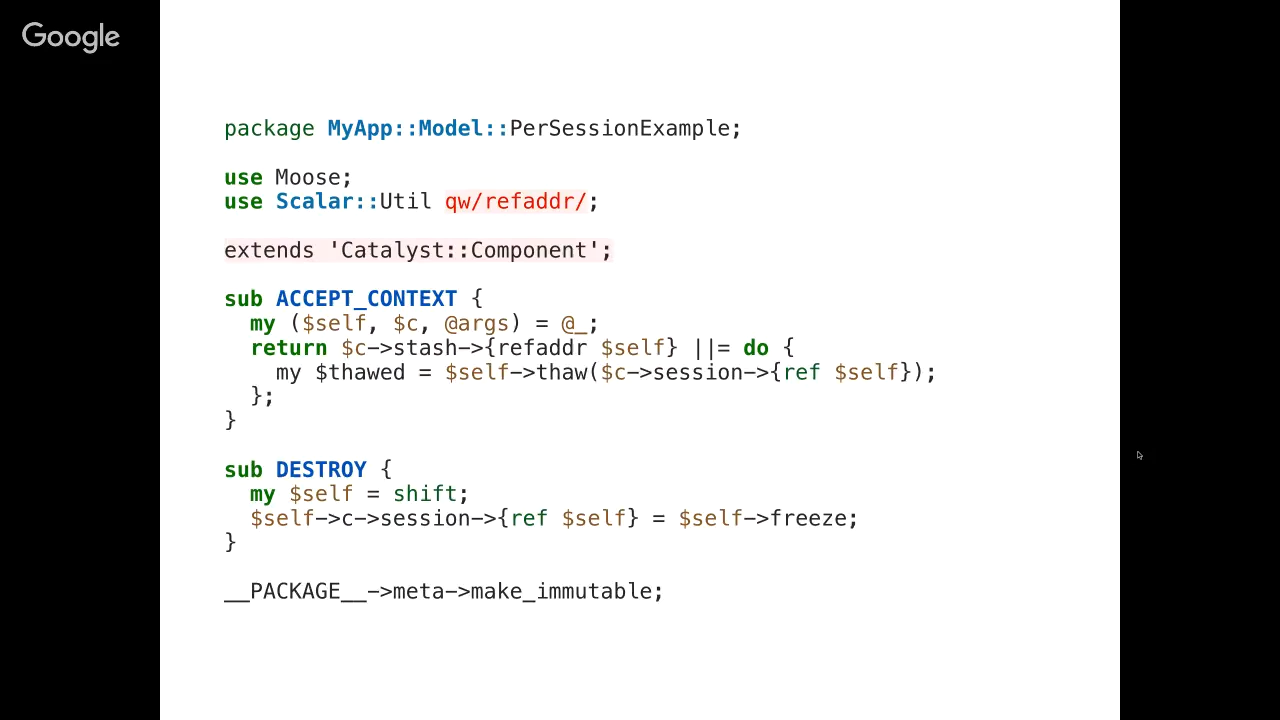 Google
package MyApp::Model::PerSessionExample;
use Moose;
use Scalar::Util qw/refaddr/;
extends 'Catalyst::Component';
sub ACCEPT_CONTEXT {
  my ($self, $c, @args) = @_;
  return $c->stash->{refaddr $self} ||= do {
    my $thawed = $self->thaw($c->session->{ref $self});
  };
}
sub DESTROY {
  my $self = shift;
  $self->c->session->{ref $self} = $self->freeze;
}
__PACKAGE__->meta->make_immutable;